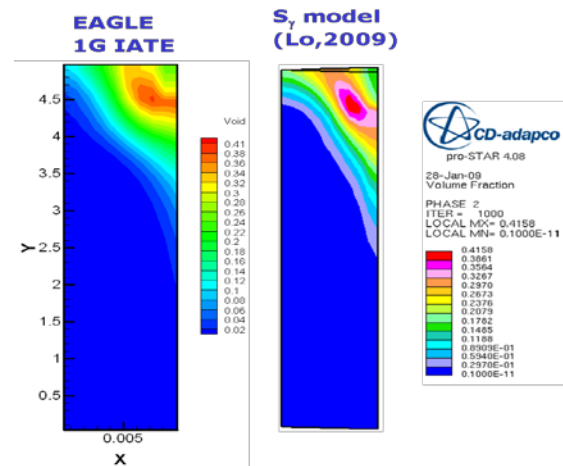 EAGLE
1G IATE
Sγ model
(Lo,2009)
4.5
4
3.5
3
2.5
2
1.5
1
0.5
Y
0.005
X
Void
0.41
0.38
0.36
0.34
0.32
0.3
0.28
0.26
0.24
0.22
0.2
0.18
0.16
0.14
0.12
0.1
0.08
0.06
0.04
0.02
CD-adapco
pro-STAR 4.08
28-Jan-09
Volume Fraction
PHASE 2
ITER = 1000
LOCAL MX= 0.4158
LOCAL MN= 0.1000E-11
0.4158
0.3861
0.3564
0.3267
0.2970
0.2673
0.2376
0.2079
0.1782
0.1485
0.1188
0.8909E-01
0.5940E-01
0.2970E-01
0.1000E-11